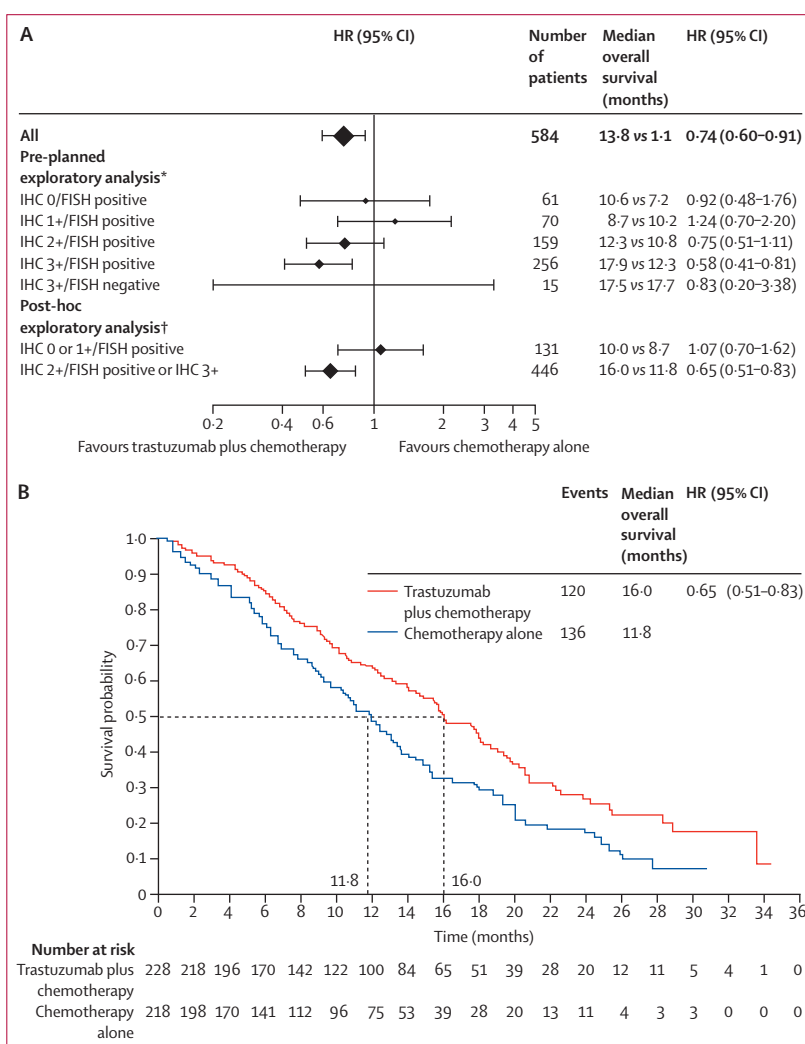 A HR (95% CI) Number of patients Median overall survival (months) HR (95% CI)
All 584 13·8 vs 1·1 0·74 (0·60–0·91)
Pre-planned
exploratory analysis*
IHC 0/FISH positive 61 10·6 vs 7·2 0·92 (0·48–1·76)
IHC 1+/FISH positive 70 8·7 vs 10·2 1·24 (0·70–2·20)
IHC 2+/FISH positive 159 12·3 vs 10·8 0·75 (0·51–1·11)
IHC 3+/FISH positive 256 17·9 vs 12·3 0·58 (0·41–0·81)
IHC 3+/FISH negative 15 17·5 vs 17·7 0·83 (0·20–3·38)
Post-hoc
exploratory analysis†
IHC 0 or 1+/FISH positive 131 10·0 vs 8·7 1·07 (0·70–1·62)
IHC 2+/FISH positive or IHC 3+ 446 16·0 vs 11·8 0·65 (0·51–0·83)
0·2 0·4 0·6 1 2 3 4 5
Favours trastuzumab plus chemotherapy Favours chemotherapy alone
B Events Median overall survival (months) HR (95% CI)
Trastuzumab plus chemotherapy 120 16·0 0·65 (0·51–0·83)
Chemotherapy alone 136 11·8
Survival probability
1·0
0·9
0·8
0·7
0·6
0·5
0·4
0·3
0·2
0·1
0
11·8 16·0
0 2 4 6 8 10 12 14 16 18 20 22 24 26 28 30 32 34 36
Time (months)
Number at risk
Trastuzumab plus chemotherapy 228 218 196 170 142 122 100 84 65 51 39 28 20 12 11 5 4 1 0
Chemotherapy alone 218 198 170 141 112 96 75 53 39 28 20 13 11 4 3 3 0 0 0